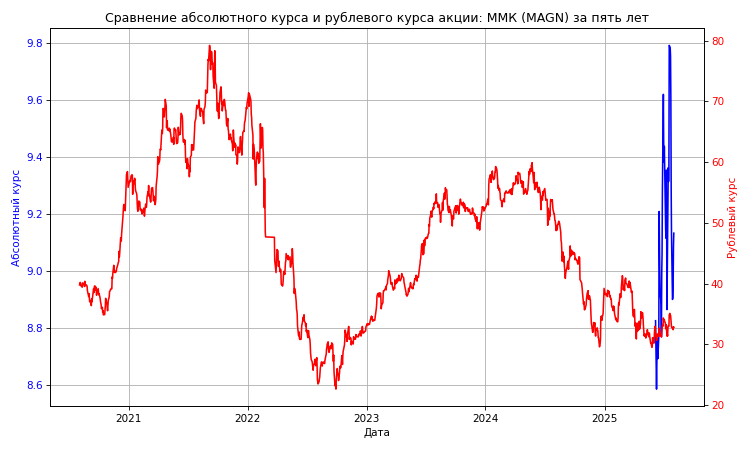 Сравнение абсолютного курса и рублевого курса акции: ММК (MAGN) за пять лет
Абсолютный курс
9.8
9.6
9.4
9.2
9.0
8.8
8.6
80
70
60
50
40
30
20
Рублевый курс
2021 2022 2023 2024 2025
Дата